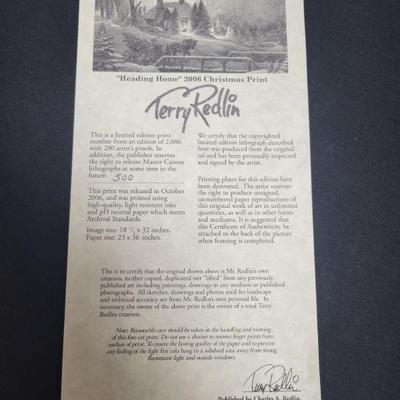 "Heading Home" 2006 Christmas Print
Terry Redlin
This is a limited edition print
number from an edition of 2,006
with 200 artist's proofs. In
addition, the publisher reserves
the right to release Master Canvas
lithographs at some time in the
future.
500
This print was released in October
2006, and was printed using
high-quality, light resistant inks
and pH neutral paper which meets
Archival Standards.
Image size: 18 1/2 x 32 inches.
Paper size: 23 x 36 inches.
We certify that the copyrighted
limited edition lithograph described
here was produced from the original
oil and has been personally inspected
and signed by the artist.
Printing plates for this edition have
been destroyed. The artist reserves
the right to produce unsigned,
unnumbered paper reproductions of
this original work of art in unlimited
quantities, as well as in other forms
and mediums. It is suggested that
this Certificate of Authenticity be
attached to the back of the picture
when framing is completed.
This is to certify that the original shown above is Mr. Redlin's own
creation, neither copied, duplicated nor "lifted" from any previously
published art including paintings, drawings in any medium or published
photographs. All sketches, drawings and photos used for landscape
and technical accuracy are from Mr. Redlin's own personal file. In
summary, the owner of the above print is the owner of a total Terry
Redlin creation.
Note: Reasonable care should be taken in the handling and viewing
of this fine art print. Do not use a cleaner to remove finger prints from
surface of print. To insure the lasting quality of the paper and to prevent
any fading of the light fast inks hang in a subdued area away from strong
fluorescent light and outside windows.
Terry Redlin
Published by Charles A. Redlin